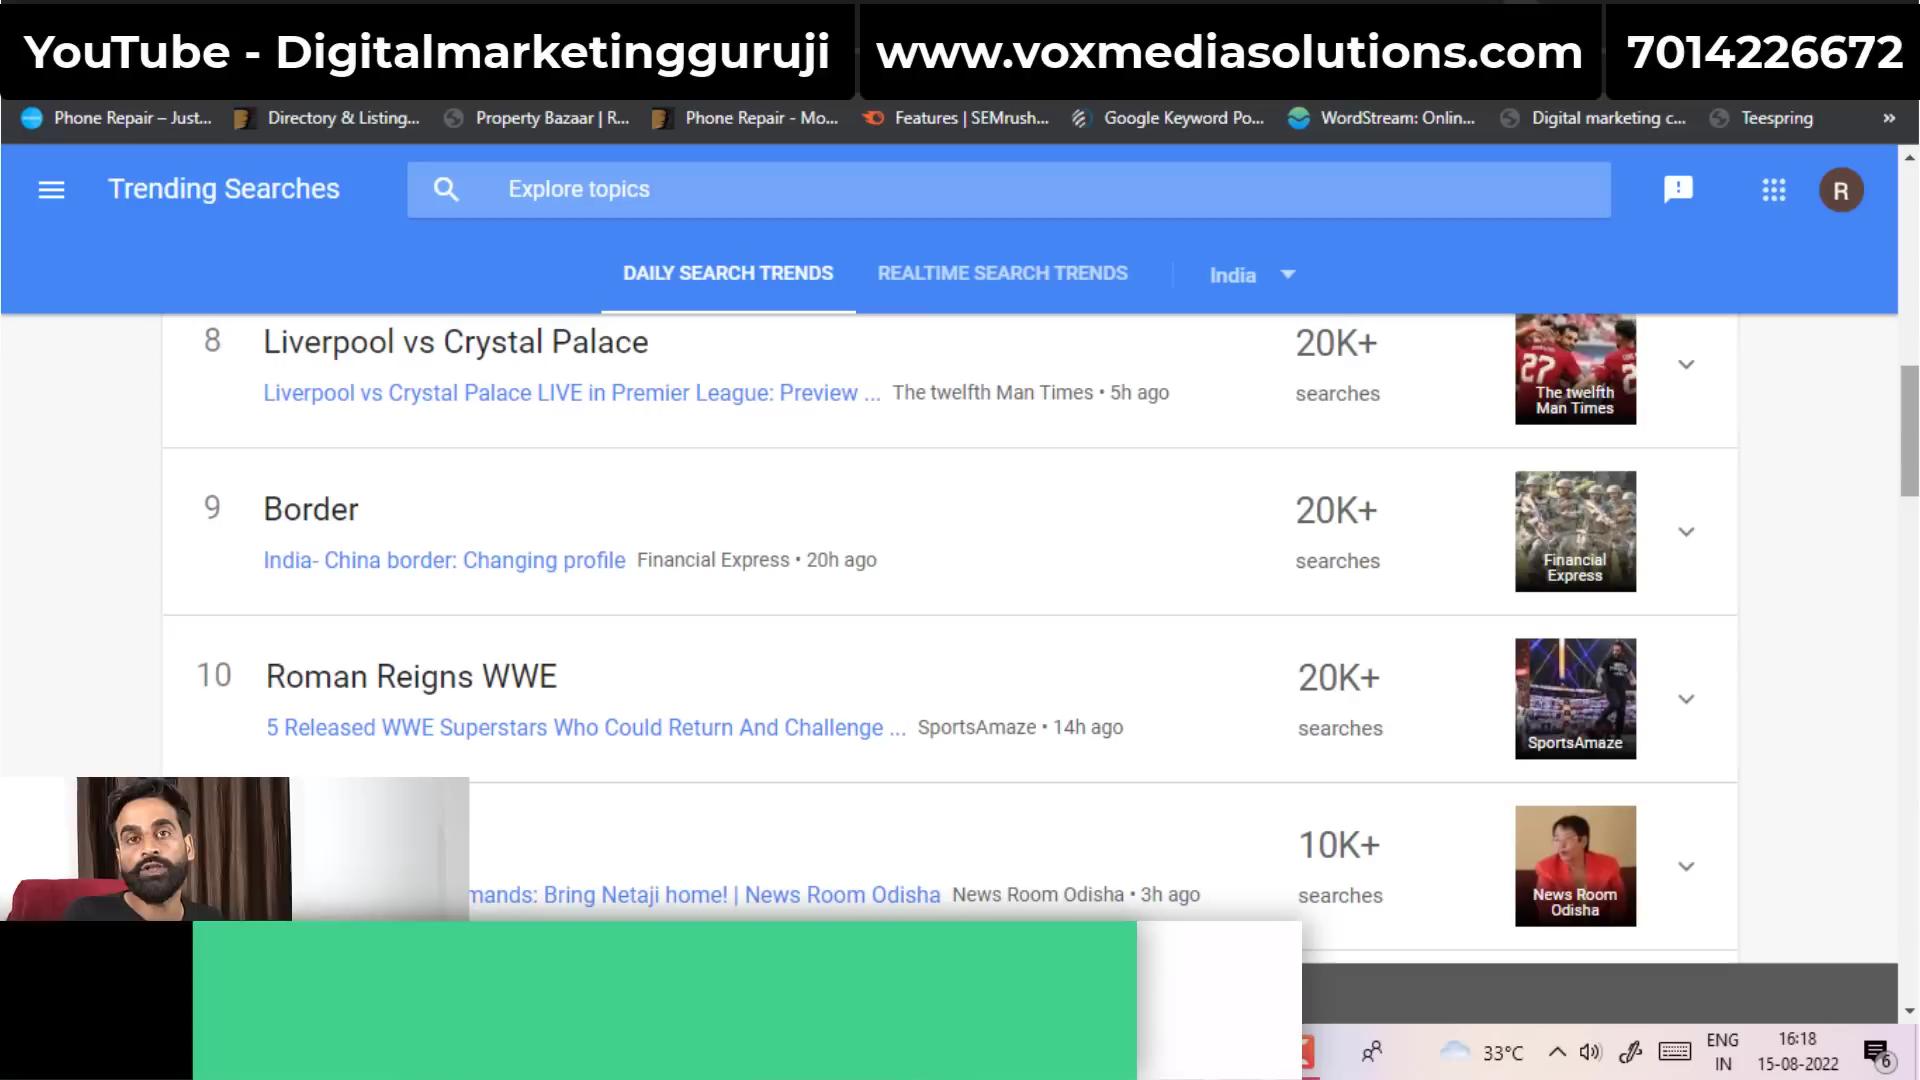 YouTube - Digitalmarketingguruji
www.voxmediasolutions.com
7014226672
Phone Repair – Just...
Directory & Listing...
Property Bazaar | R...
Phone Repair - Mo...
Features | SEMrush...
Google Keyword Po...
WordStream: Onlin...
Digital marketing c...
Teespring
»
Trending Searches
Explore topics
R
DAILY SEARCH TRENDS
REALTIME SEARCH TRENDS
India
8
Liverpool vs Crystal Palace
Liverpool vs Crystal Palace LIVE in Premier League: Preview ... The twelfth Man Times • 5h ago
20K+
searches
27
The twelfth
Man Times
9
Border
India- China border: Changing profile Financial Express • 20h ago
20K+
searches
Financial
Express
10
Roman Reigns WWE
5 Released WWE Superstars Who Could Return And Challenge ... SportsAmaze • 14h ago
20K+
searches
SportsAmaze
mands: Bring Netaji home! | News Room Odisha News Room Odisha • 3h ago
10K+
searches
News Room
Odisha
33°C
ENG
IN
16:18
15-08-2022
6